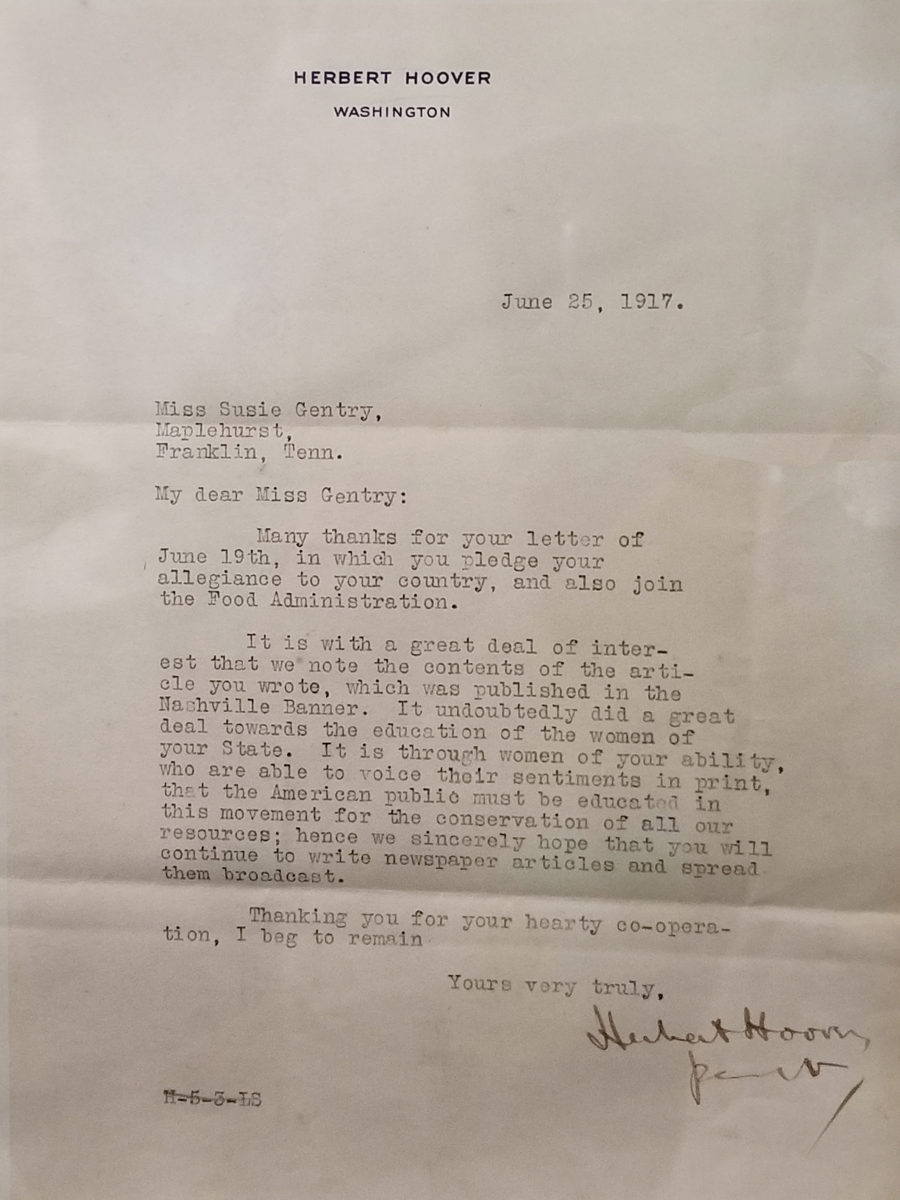 HERBERT HOOVER
WASHINGTON
June 25, 1917.
Miss Susie Gentry,
Maplehurst,
Franklin, Tenn.
My dear Miss Gentry:
Many thanks for your letter of
June 19th, in which you pledge your
allegiance to your country, and also join
the Food Administration.
It is with a great deal of inter-
est that we note the contents of the arti-
cle you wrote, which was published in the
Nashville Banner. It undoubtedly did a great
deal towards the education of the women of
your State. It is through women of your ability,
who are able to voice their sentiments in print,
that the American public must be educated in
this movement for the conservation of all our
resources; hence we sincerely hope that you will
continue to write newspaper articles and spread
them broadcast.
Thanking you for your hearty co-opera-
tion, I beg to remain
Yours very truly,
Herbert Hoover
H-5-3-LS